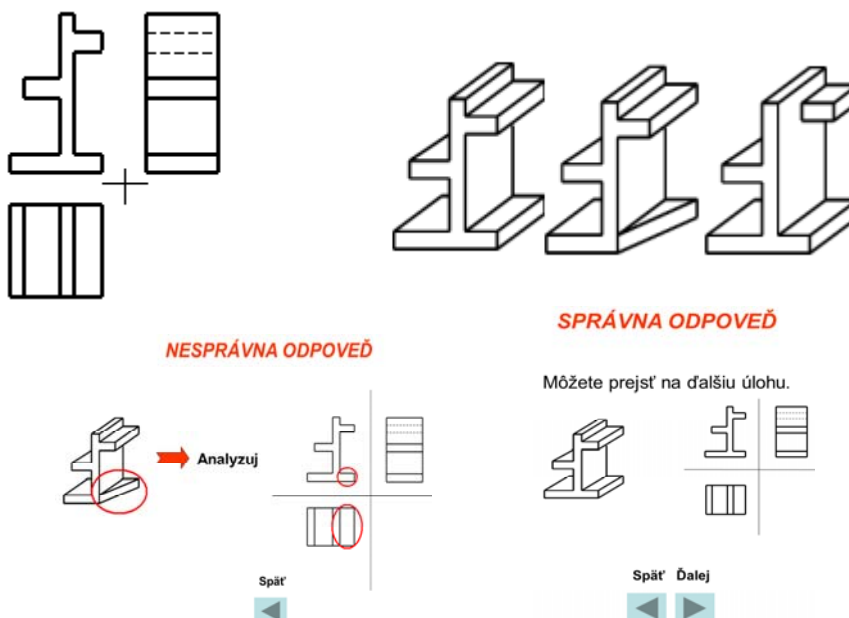 SPRÁVNA ODPOVEĎ
NESPRÁVNA ODPOVEĎ
Môžete prejsť na ďalšiu úlohu.
Analyzuj
Späť
Späť Ďalej